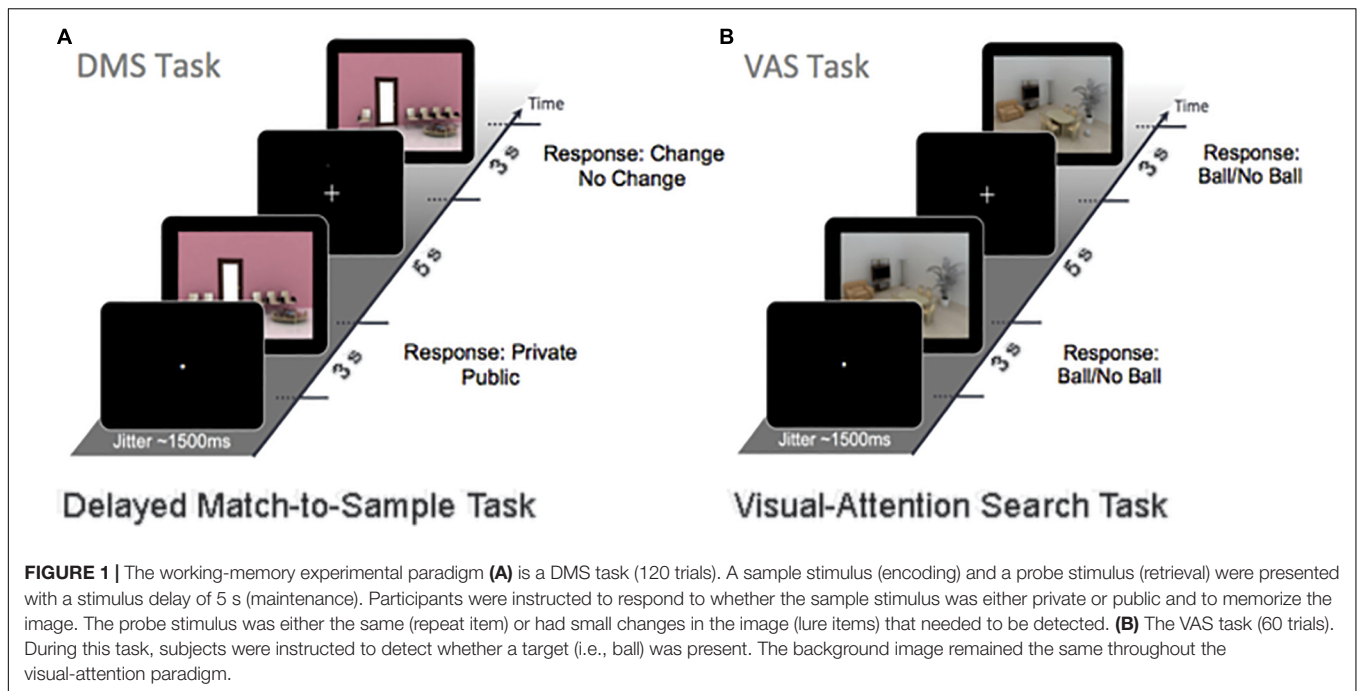 A
DMS Task
Time
3 s
Response: Change
No Change
5 s
3 s
Response: Private
Public
Jitter ~1500ms
Delayed Match-to-Sample Task
B
VAS Task
Time
3 s
Response:
Ball/No Ball
5 s
3 s
Response:
Ball/No Ball
Jitter ~1500ms
Visual-Attention Search Task
FIGURE 1 | The working-memory experimental paradigm (A) is a DMS task (120 trials). A sample stimulus (encoding) and a probe stimulus (retrieval) were presented
with a stimulus delay of 5 s (maintenance). Participants were instructed to respond to whether the sample stimulus was either private or public and to memorize the
image. The probe stimulus was either the same (repeat item) or had small changes in the image (lure items) that needed to be detected. (B) The VAS task (60 trials).
During this task, subjects were instructed to detect whether a target (i.e., ball) was present. The background image remained the same throughout the
visual-attention paradigm.